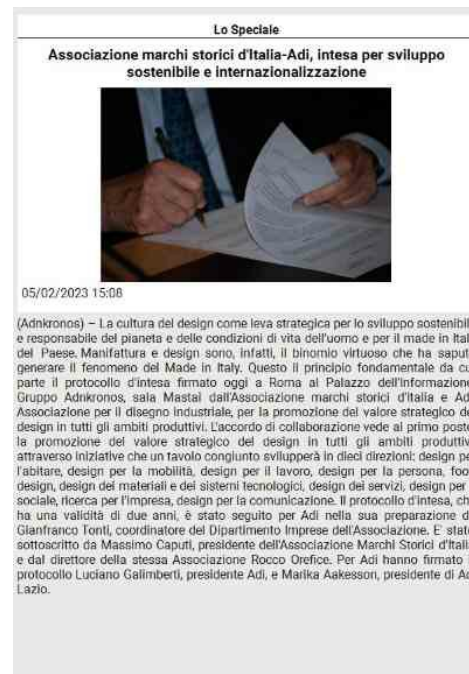 Lo Speciale
Associazione marchi storici d'Italia-Adi, intesa per sviluppo
sostenibile e internazionalizzazione
05/02/2023 15:08
(Adnkronos) – La cultura del design come leva strategica per lo sviluppo sostenibil
e responsabile del pianeta e delle condizioni di vita dell'uomo e per il made in Ital
del Paese. Manifattura e design sono, infatti, il binomio virtuoso che ha saput
generare il fenomeno del Made in Italy. Questo il principio fondamentale da cu
parte il protocollo d'intesa firmato oggi a Roma al Palazzo dell'Informazione
Gruppo Adnkronos, sala Mastai dall'Associazione marchi storici d'Italia e Ad
Associazione per il disegno industriale, per la promozione del valore strategico de
design in tutti gli ambiti produttivi. L'accordo di collaborazione vede al primo posto
la promozione del valore strategico del design in tutti gli ambiti produttiv
attraverso iniziative che un tavolo congiunto svilupperà in dieci direzioni: design pe
l'abitare, design per la mobilità, design per il lavoro, design per la persona, foo
design, design dei materiali e dei sistemi tecnologici, design dei servizi, design per
sociale, ricerca per l'impresa, design per la comunicazione. Il protocollo d'intesa, ch
ha una validità di due anni, è stato seguito per Adi nella sua preparazione d
Gianfranco Tonti, coordinatore del Dipartimento Imprese dell'Associazione. E' stat
sottoscritto da Massimo Caputi, presidente dell'Associazione Marchi Storici d'Itali
e dal direttore della stessa Associazione Rocco Orefice. Per Adi hanno firmato
protocollo Luciano Galimberti, presidente Adi, e Marika Aakesson, presidente di Ad
Lazio.